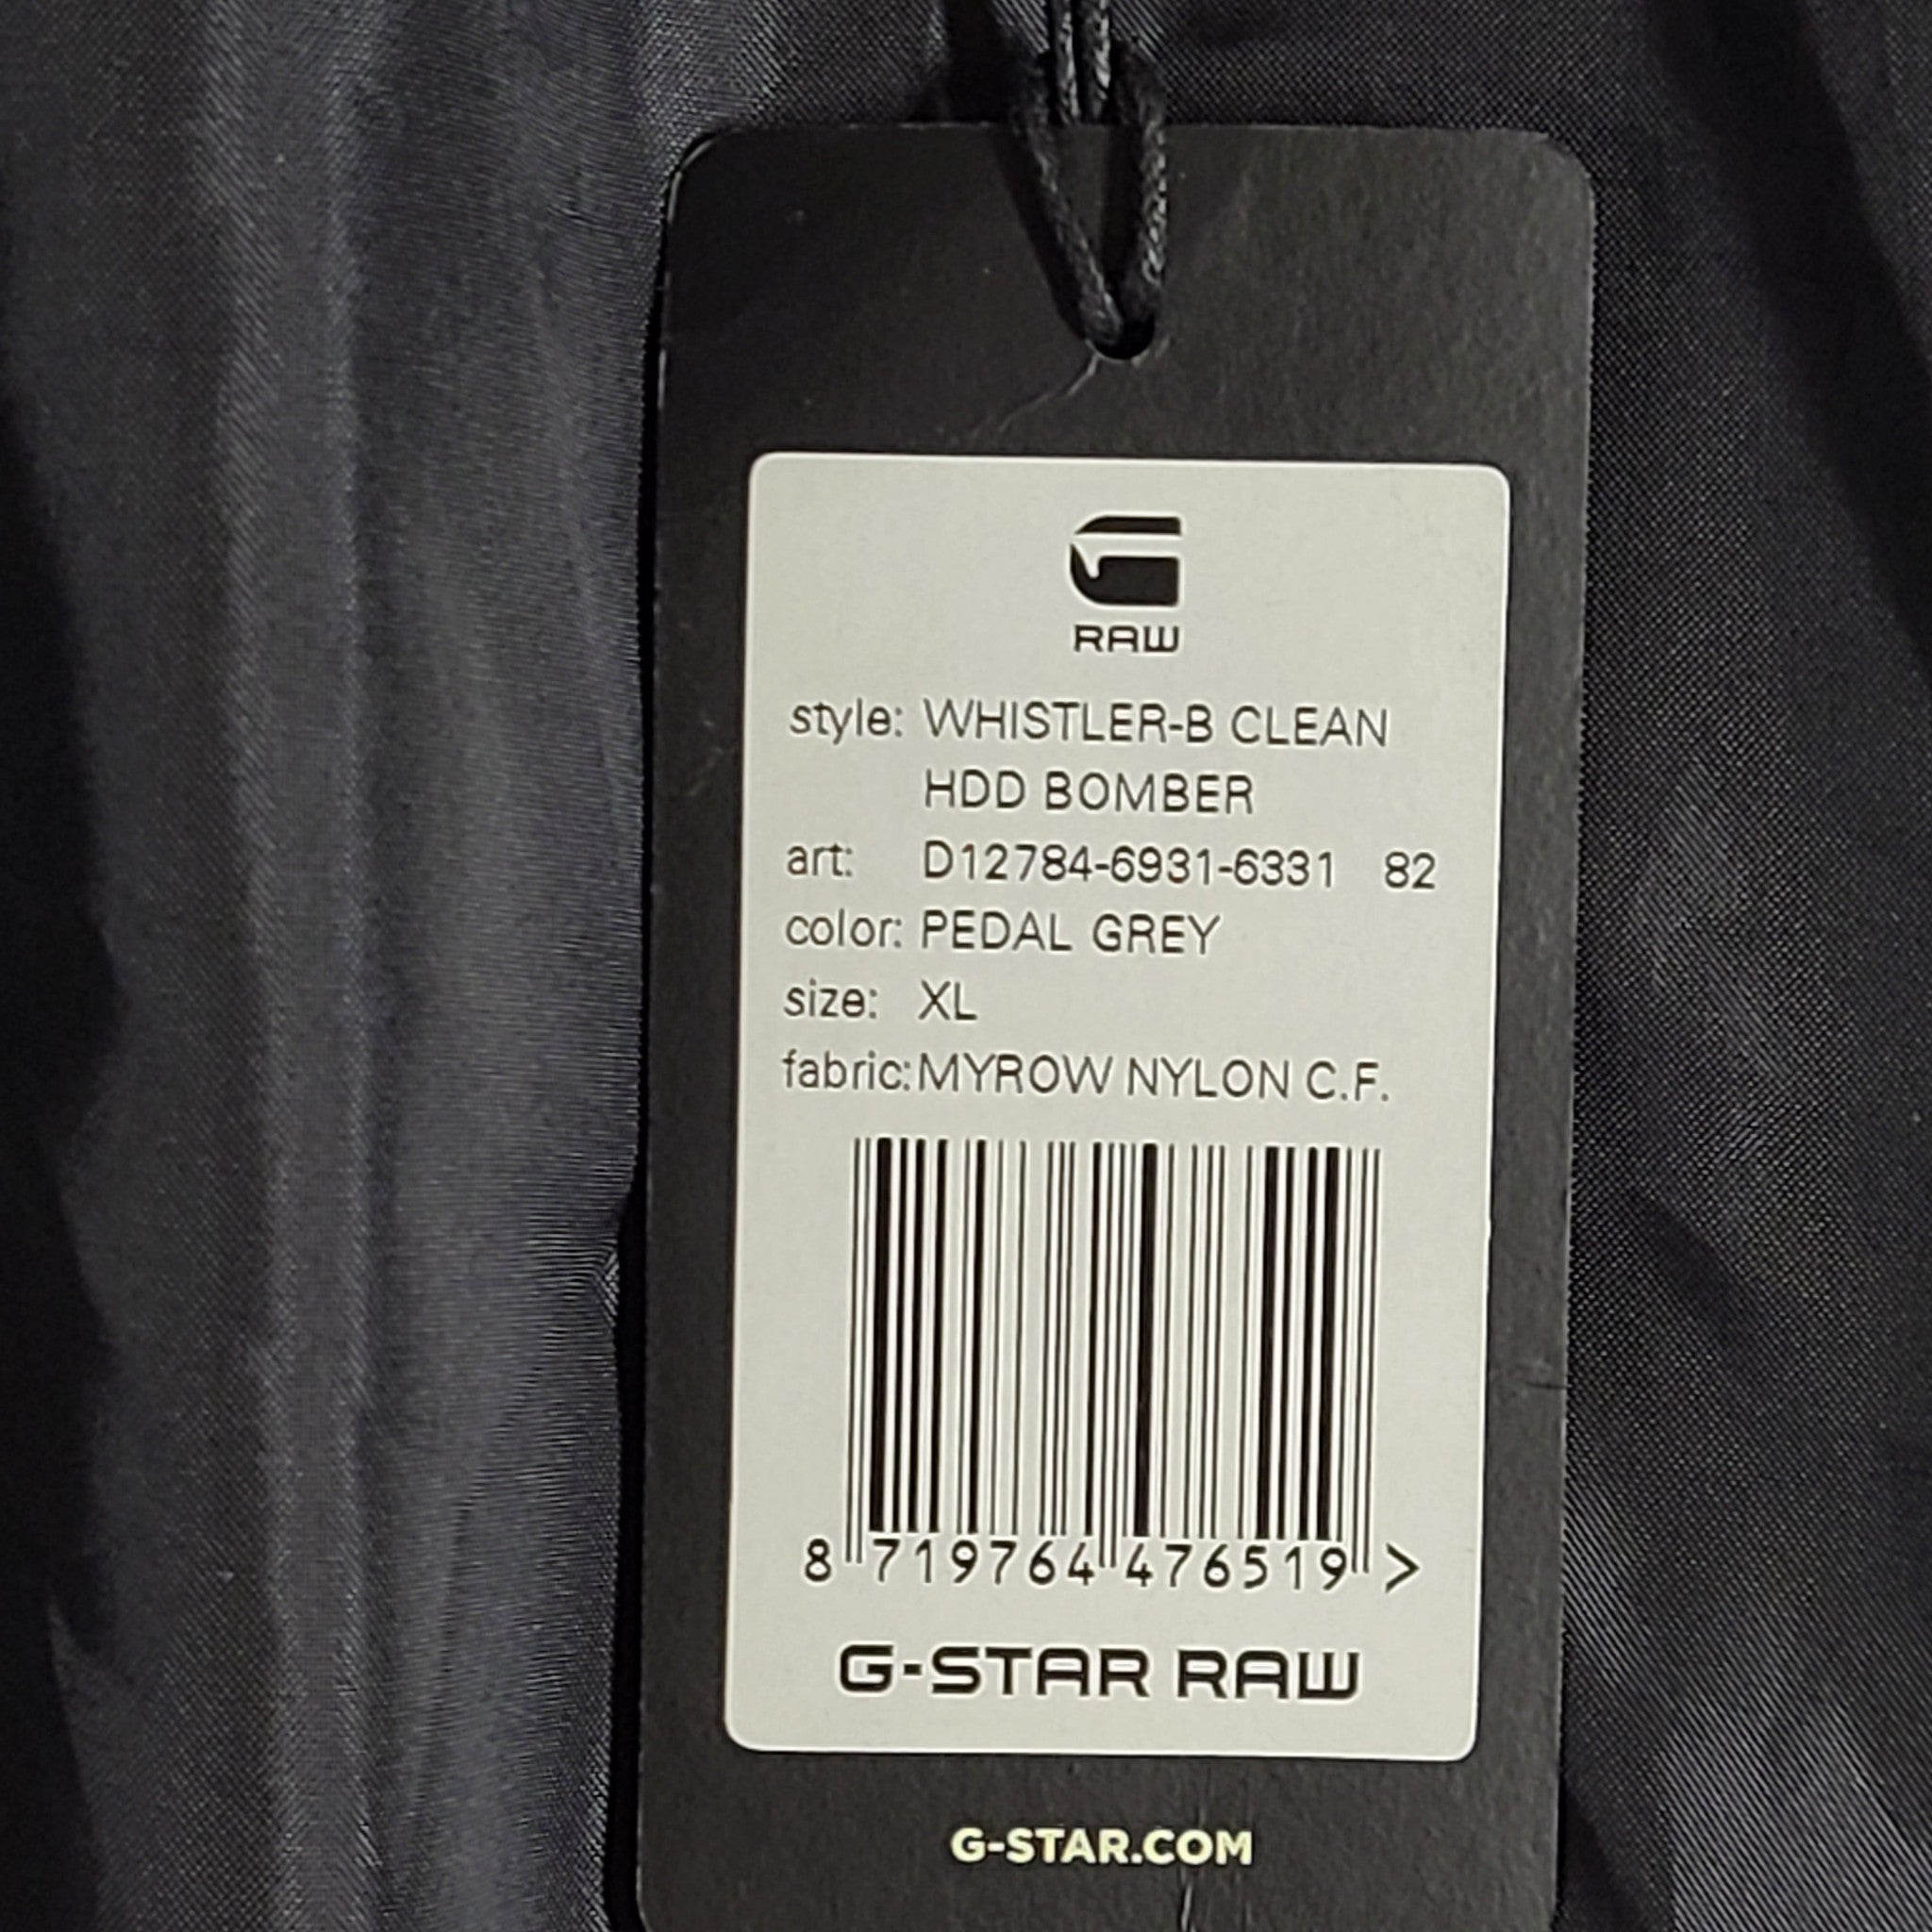 RAW
style: WHISTLER-B CLEAN
HDD BOMBER
art: D12784-6931-6331 82
color: PEDAL GREY
size: XL
fabric: MYROW NYLON C.F.
8 719764 476519 >
G-STAR RAW
G-STAR.COM